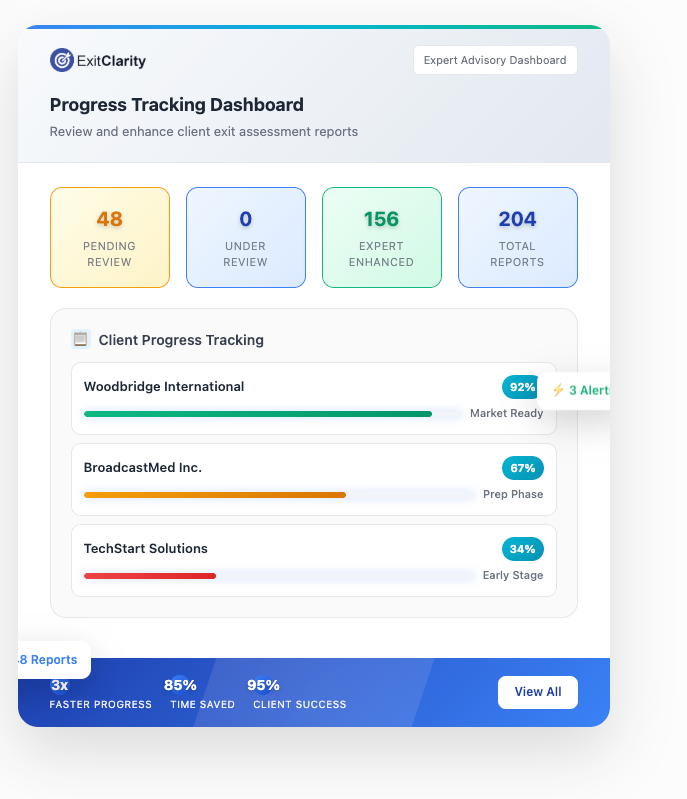 ExitClarity
Expert Advisory Dashboard
Progress Tracking Dashboard
Review and enhance client exit assessment reports
48
PENDING
REVIEW
0
UNDER
REVIEW
156
EXPERT
ENHANCED
204
TOTAL
REPORTS
Client Progress Tracking
Woodbridge International
92%
Market Ready
⚡ 3 Alert
BroadcastMed Inc.
67%
Prep Phase
TechStart Solutions
34%
Early Stage
8 Reports
3x
FASTER PROGRESS
85%
TIME SAVED
95%
CLIENT SUCCESS
View All